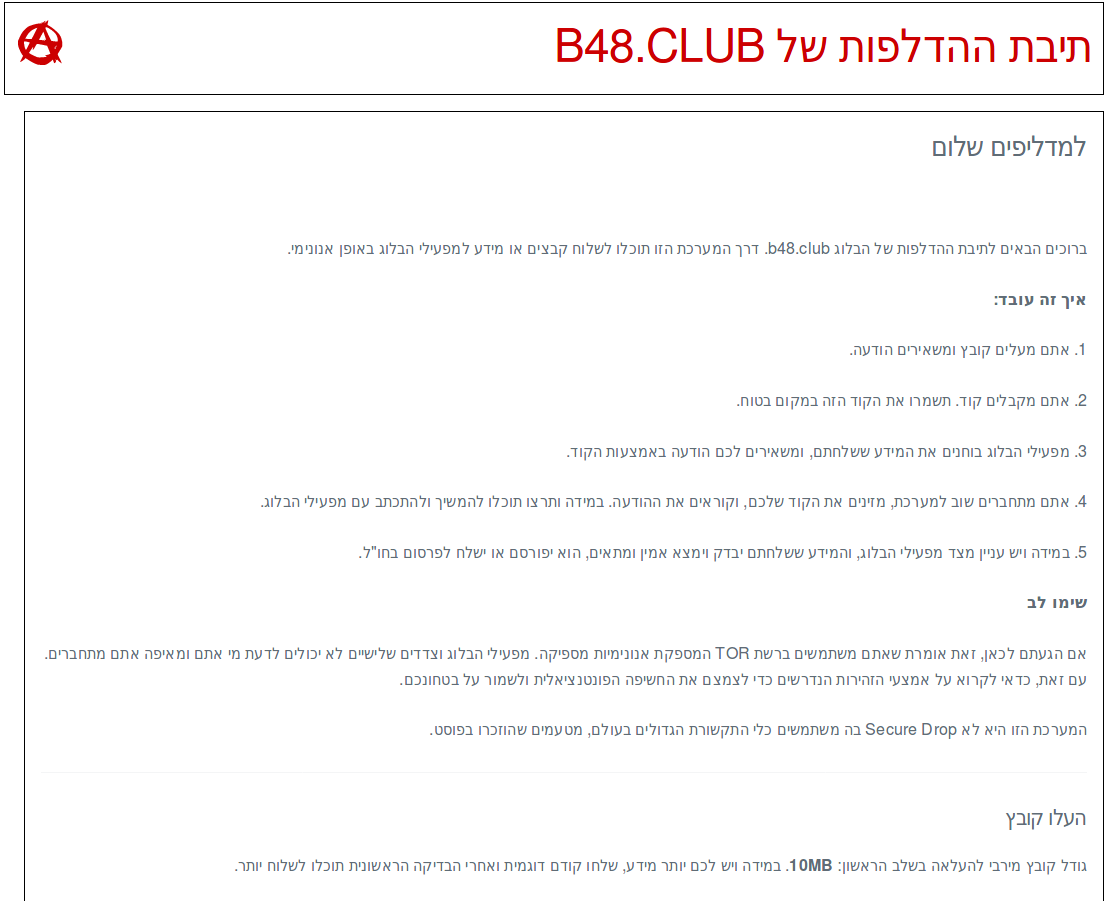 תיבת ההדלפות של B48.CLUB
למדליפים שלום
ברוכים הבאים לתיבת ההדלפות של הבלוג b48.club. דרך המערכת הזו תוכלו לשלוח קבצים או מידע למפעילי הבלוג באופן אנונימי.
איך זה עובד:
1. אתם מעלים קובץ ומשאירים הודעה.
2. אתם מקבלים קוד. תשמרו את הקוד הזה במקום בטוח.
3. מפעילי הבלוג בוחנים את המידע ששלחתם, ומשאירים לכם הודעה באמצעות הקוד.
4. אתם מתחברים שוב למערכת, מזינים את הקוד שלכם, וקוראים את ההודעה. במידה ותרצו תוכלו להמשיך ולהתכתב עם מפעילי הבלוג.
5. במידה ויש עניין מצד מפעילי הבלוג, והמידע ששלחתם יבדק וימצא אמין ומתאים, הוא יפורסם או ישלח לפרסום בחו"ל.
שימו לב
אם הגעתם לכאן, זאת אומרת שאתם משתמשים ברשת TOR המספקת אנונימיות מספיקה. מפעילי הבלוג וצדדים שלישיים לא יכולים לדעת מי אתם ומאיפה אתם מתחברים.
עם זאת, כדאי לקרוא על אמצעי הזהירות הנדרשים כדי לצמצם את החשיפה הפוטנציאלית ולשמור על בטחונכם.
המערכת הזו היא לא Secure Drop בה משתמשים כלי התקשורת הגדולים בעולם, מטעמים שהוזכרו בפוסט.
העלו קובץ
גודל קובץ מירבי להעלאה בשלב הראשון: 10MB. במידה ויש לכם יותר מידע, שלחו קודם דוגמית ואחרי הבדיקה הראשונית תוכלו לשלוח יותר.